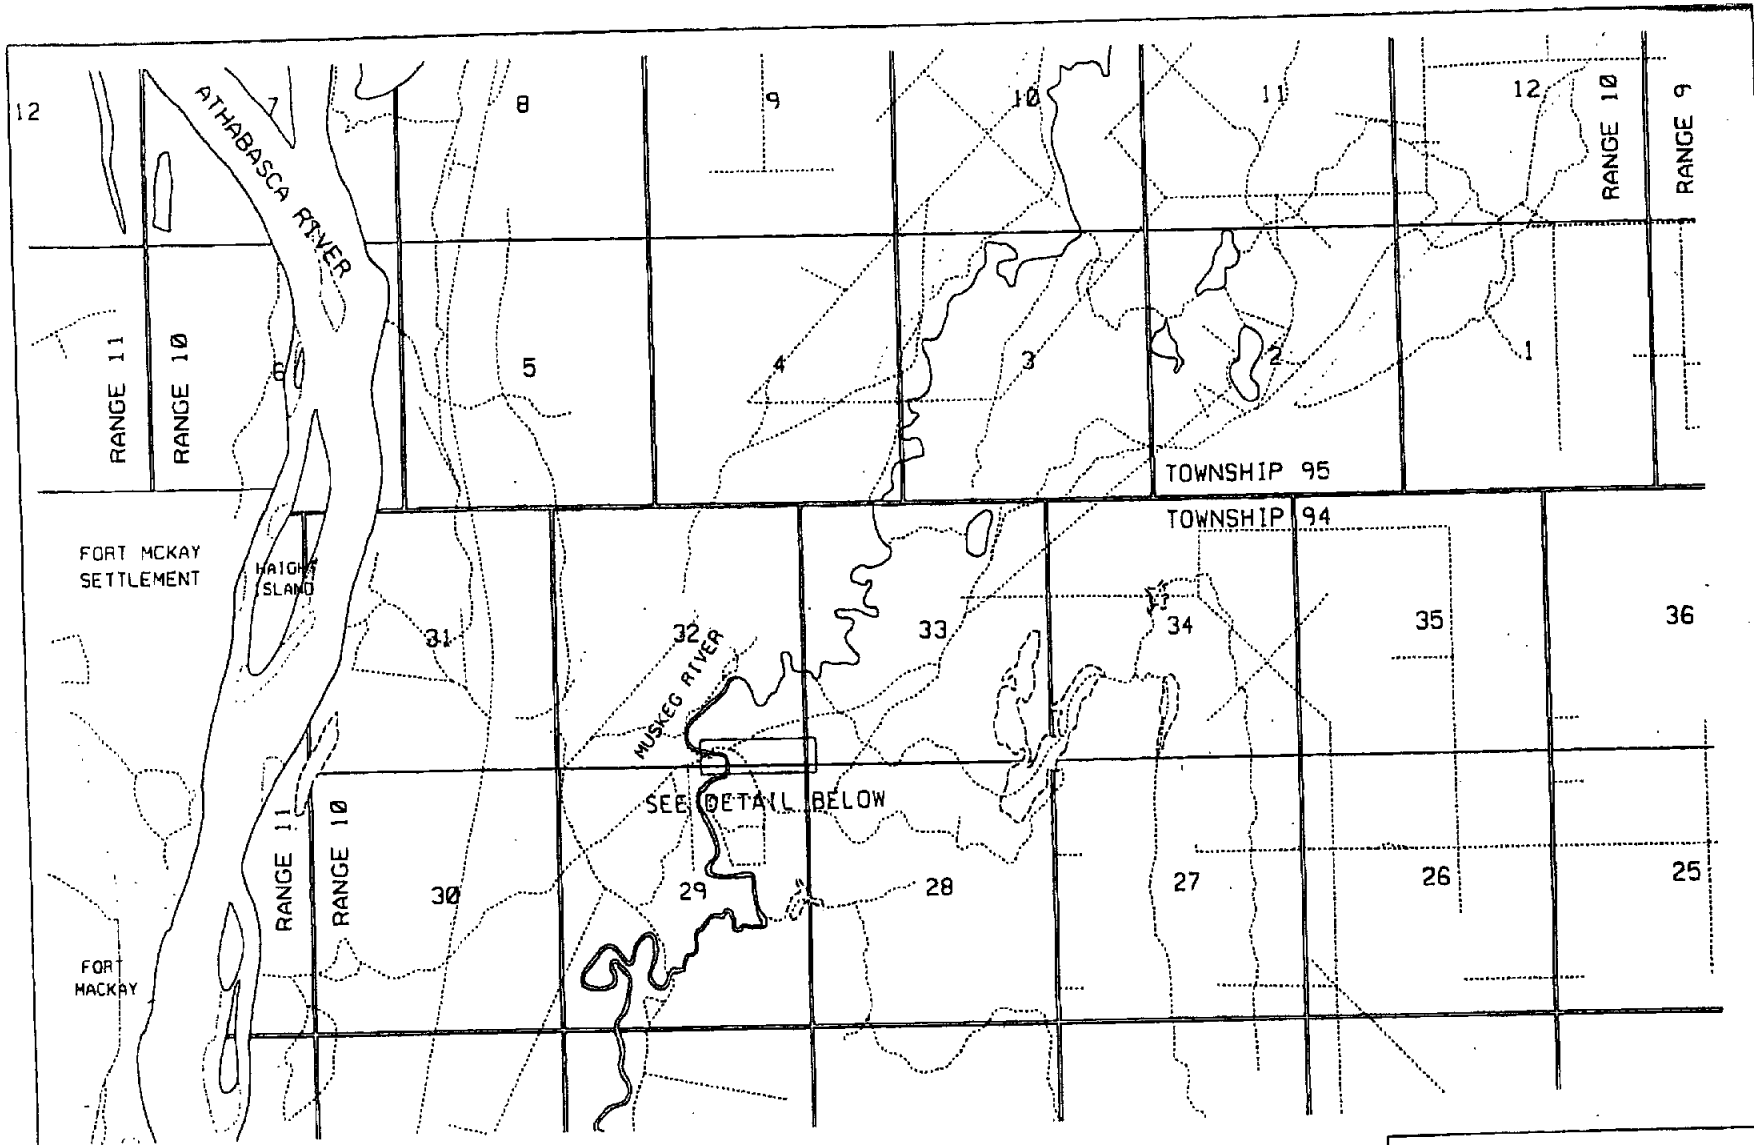 12
7
8
9
10
11
12
RANGE 10
RANGE 9
ATHABASCA RIVER
RANGE 11
RANGE 10
6
5
4
3
2
1
TOWNSHIP 95
TOWNSHIP 94
FORT MCKAY
SETTLEMENT
HAIGHT
ISLAND
31
32
33
34
35
36
MUSKEG RIVER
SEE DETAIL BELOW
RANGE 11
RANGE 10
30
29
28
27
26
25
FORT
MACKAY